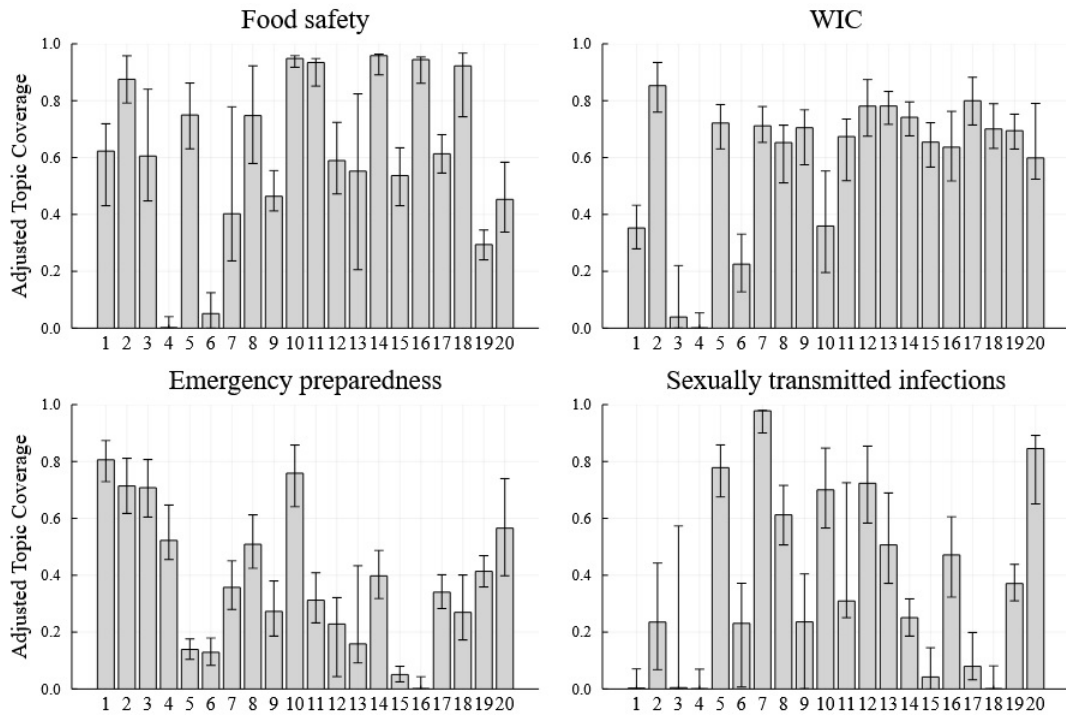 Food safety
WIC
Adjusted Topic Coverage
1.0
0.8
0.6
0.4
0.2
0.0
1 2 3 4 5 6 7 8 9 10 11 12 13 14 15 16 17 18 19 20
1.0
0.8
0.6
0.4
0.2
0.0
1 2 3 4 5 6 7 8 9 10 11 12 13 14 15 16 17 18 19 20
Emergency preparedness
Sexually transmitted infections
Adjusted Topic Coverage
1.0
0.8
0.6
0.4
0.2
0.0
1 2 3 4 5 6 7 8 9 10 11 12 13 14 15 16 17 18 19 20
1.0
0.8
0.6
0.4
0.2
0.0
1 2 3 4 5 6 7 8 9 10 11 12 13 14 15 16 17 18 19 20